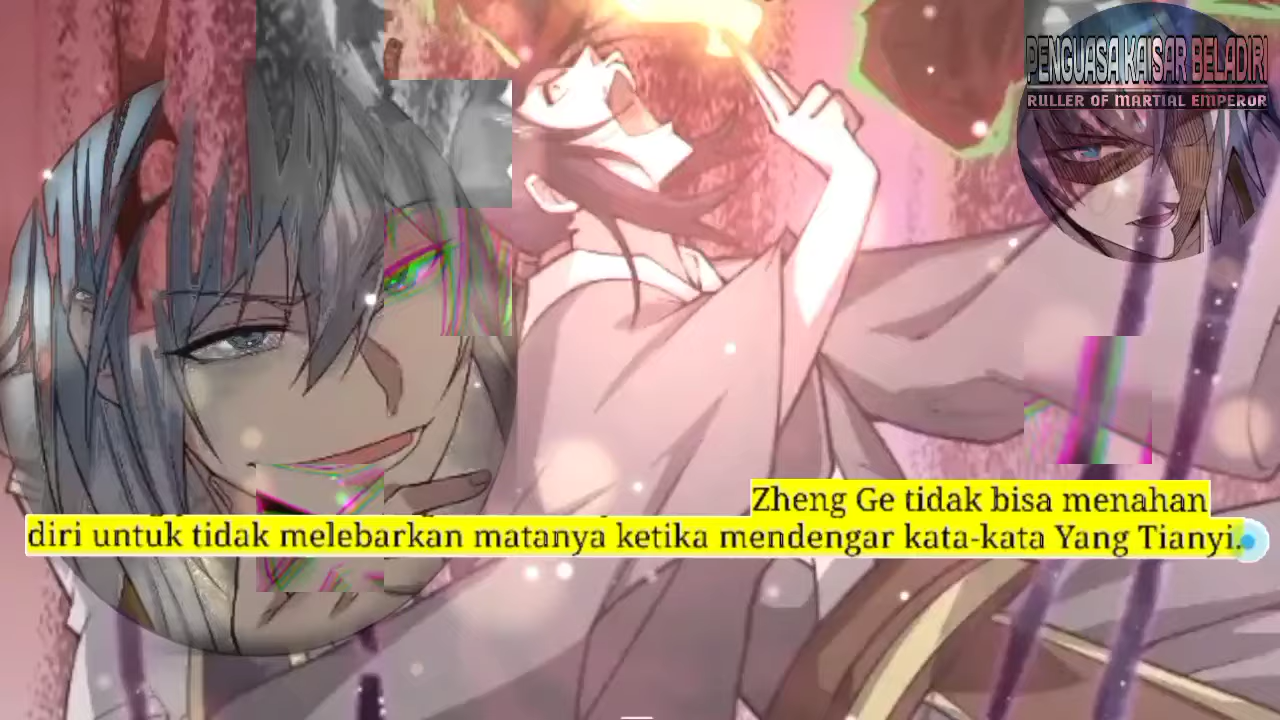 PENGUASA KAISAR BELADIRI
RULLER OF MARTIAL EMPEROR
Zheng Ge tidak bisa menahan
diri untuk tidak melebarkan matanya ketika mendengar kata-kata Yang Tianyi.